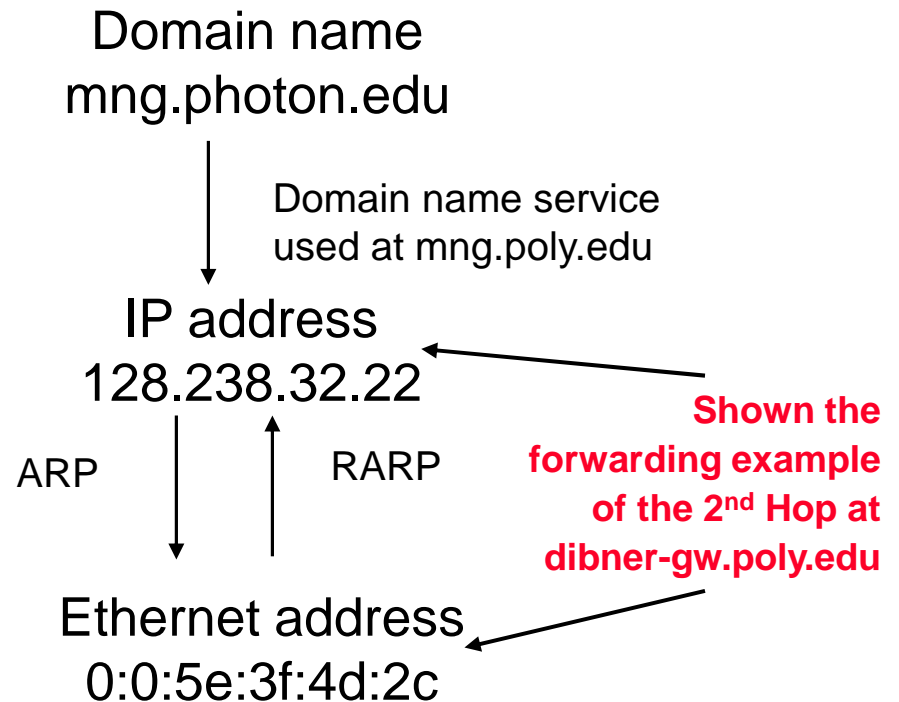 Domain name
mng.photon.edu
Domain name service
used at mng.poly.edu
IP address
128.238.32.22
Shown the
forwarding example
of the 2nd Hop at
dibner-gw.poly.edu
ARP
RARP
Ethernet address
0:0:5e:3f:4d:2c